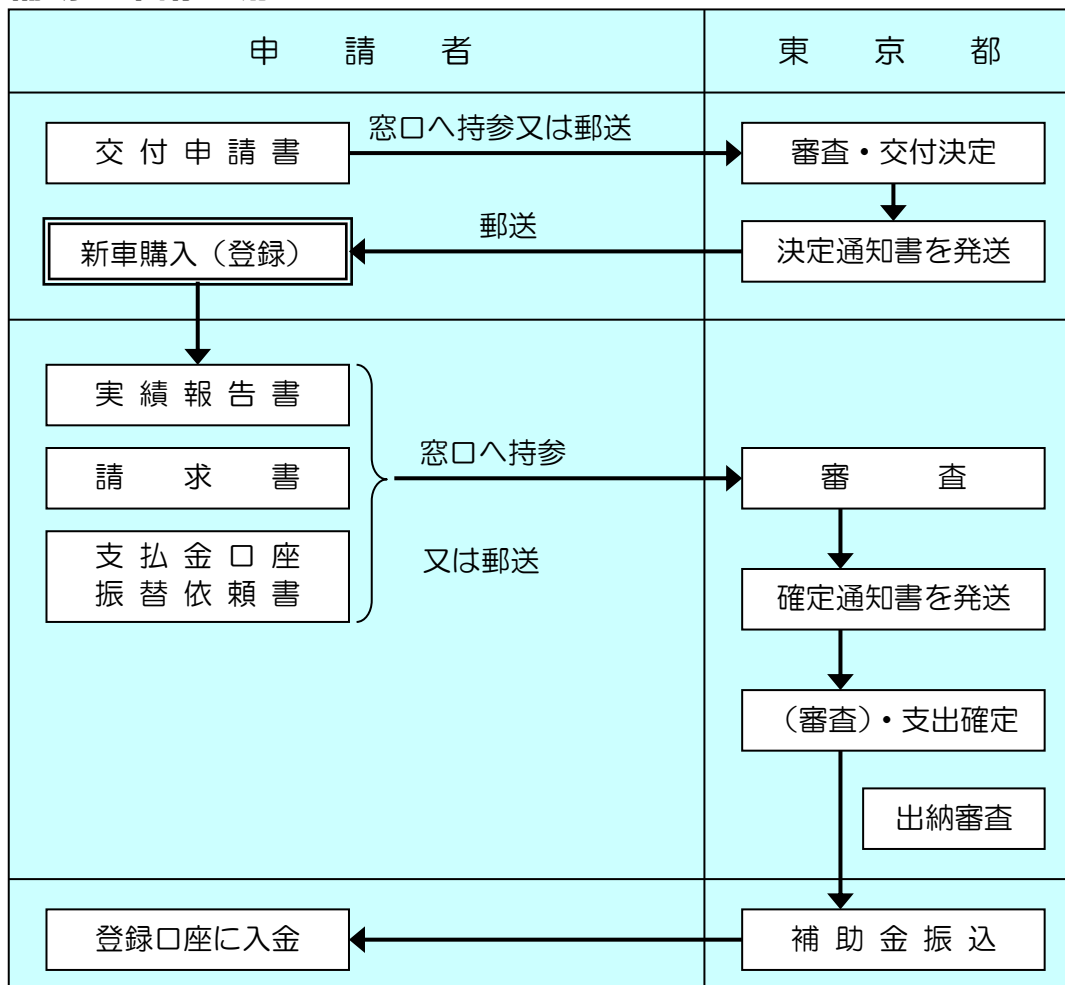 申請者
東京都
交付申請書
窓口へ持参又は郵送
審査・交付決定
新車購入（登録）
郵送
決定通知書を発送
実績報告書
請求書
支払金口座
振替依頼書
窓口へ持参
又は郵送
審査
確定通知書を発送
（審査）・支出確定
出納審査
登録口座に入金
補助金振込